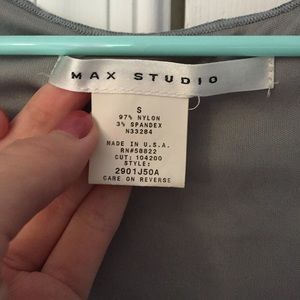 MAX STUDIO
S
97% NYLON
3% SPANDEX
N33284
MADE IN U.S.A.
RN#58822
CUT: 104200
STYLE:
2901J50A
CARE ON REVERSE